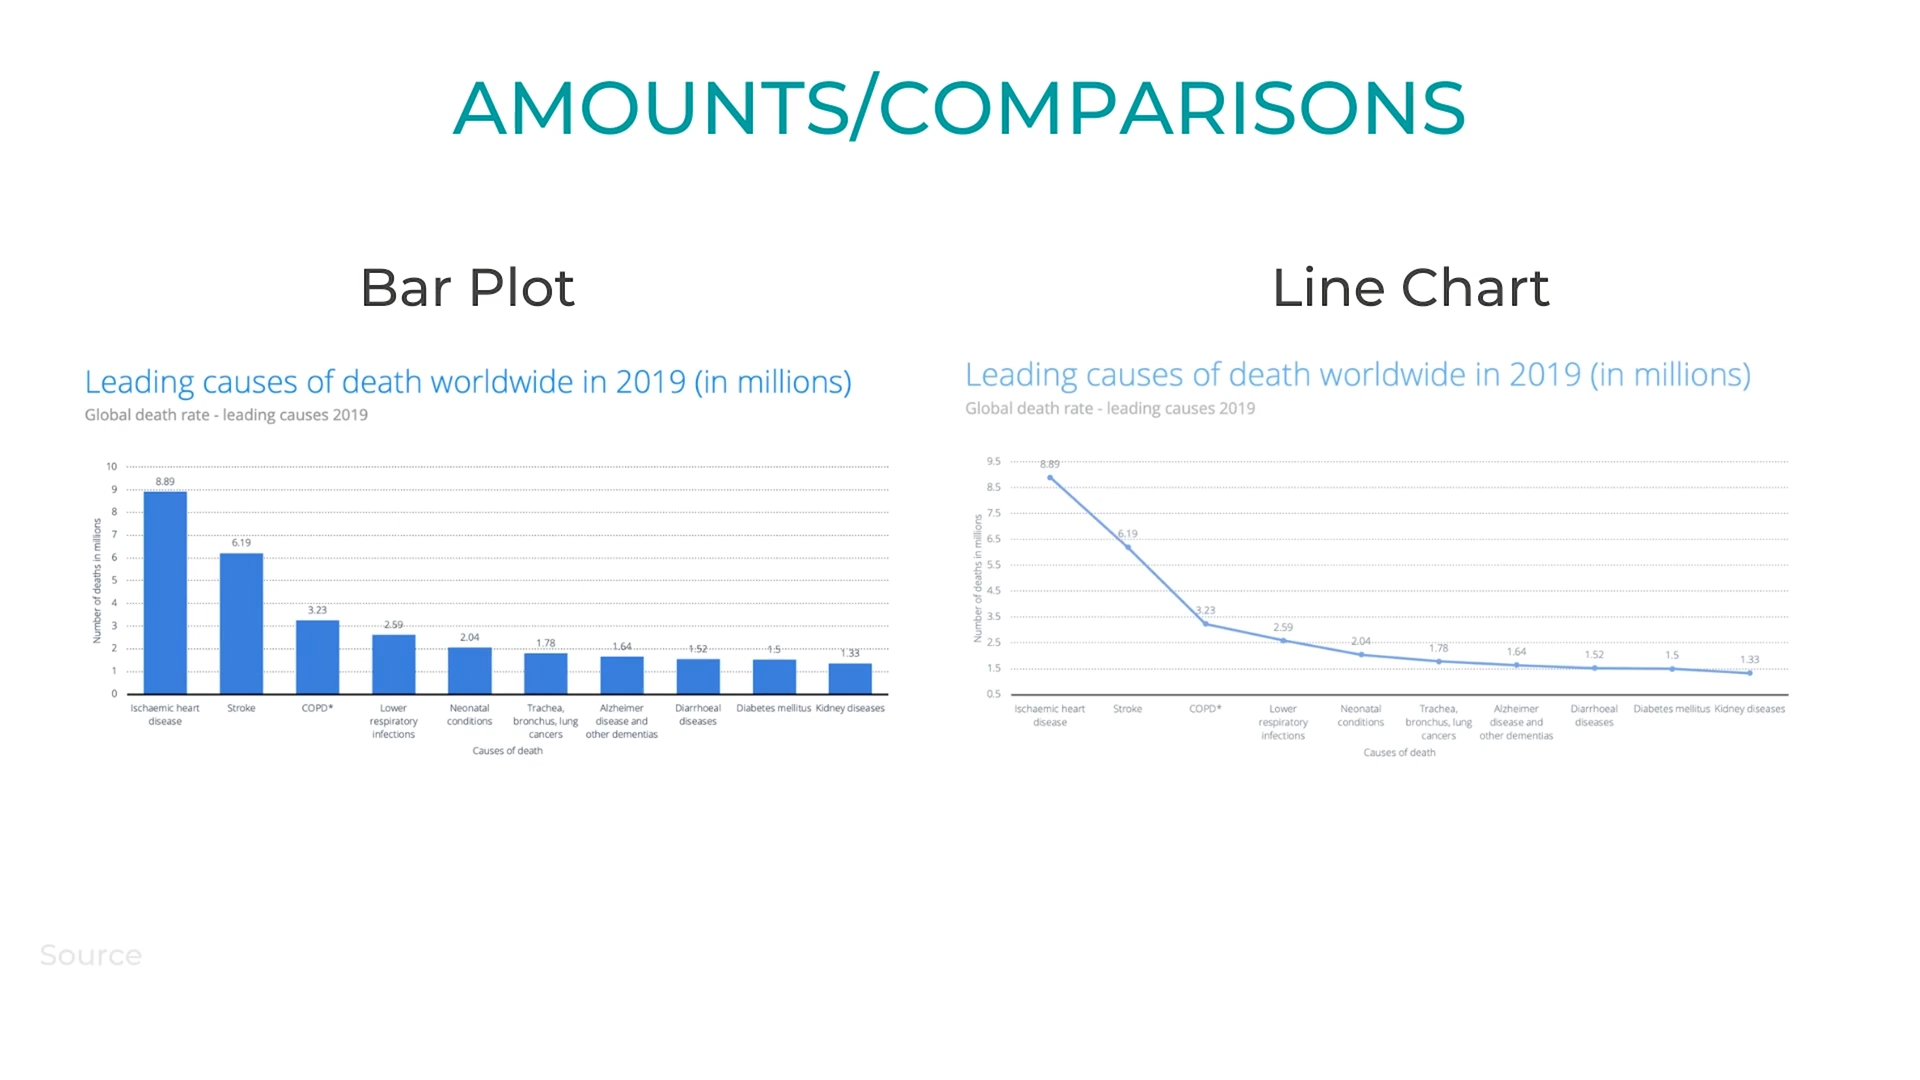 AMOUNTS/COMPARISONS
Bar Plot
Leading causes of death worldwide in 2019 (in millions)
Global death rate - leading causes 2019
Number of deaths in millions
10
9
8
7
6
5
4
3
2
1
0
8.89
6.19
3.23
2.59
2.04
1.78
1.64
1.52
1.5
1.33
Ischaemic heart
disease
Stroke
COPD*
Lower
respiratory
infections
Neonatal
conditions
Trachea,
bronchus, lung
cancers
Alzheimer
disease and
other dementias
Diarrhoeal
diseases
Diabetes mellitus
Kidney diseases
Causes of death
Line Chart
Leading causes of death worldwide in 2019 (in millions)
Global death rate - leading causes 2019
Number of deaths in millions
9.5
8.5
7.5
6.5
5.5
4.5
3.5
2.5
1.5
0.5
8.89
6.19
3.23
2.59
2.04
1.78
1.64
1.52
1.5
1.33
Ischaemic heart
disease
Stroke
COPD*
Lower
respiratory
infections
Neonatal
conditions
Trachea,
bronchus, lung
cancers
Alzheimer
disease and
other dementias
Diarrhoeal
diseases
Diabetes mellitus
Kidney diseases
Causes of death
Source